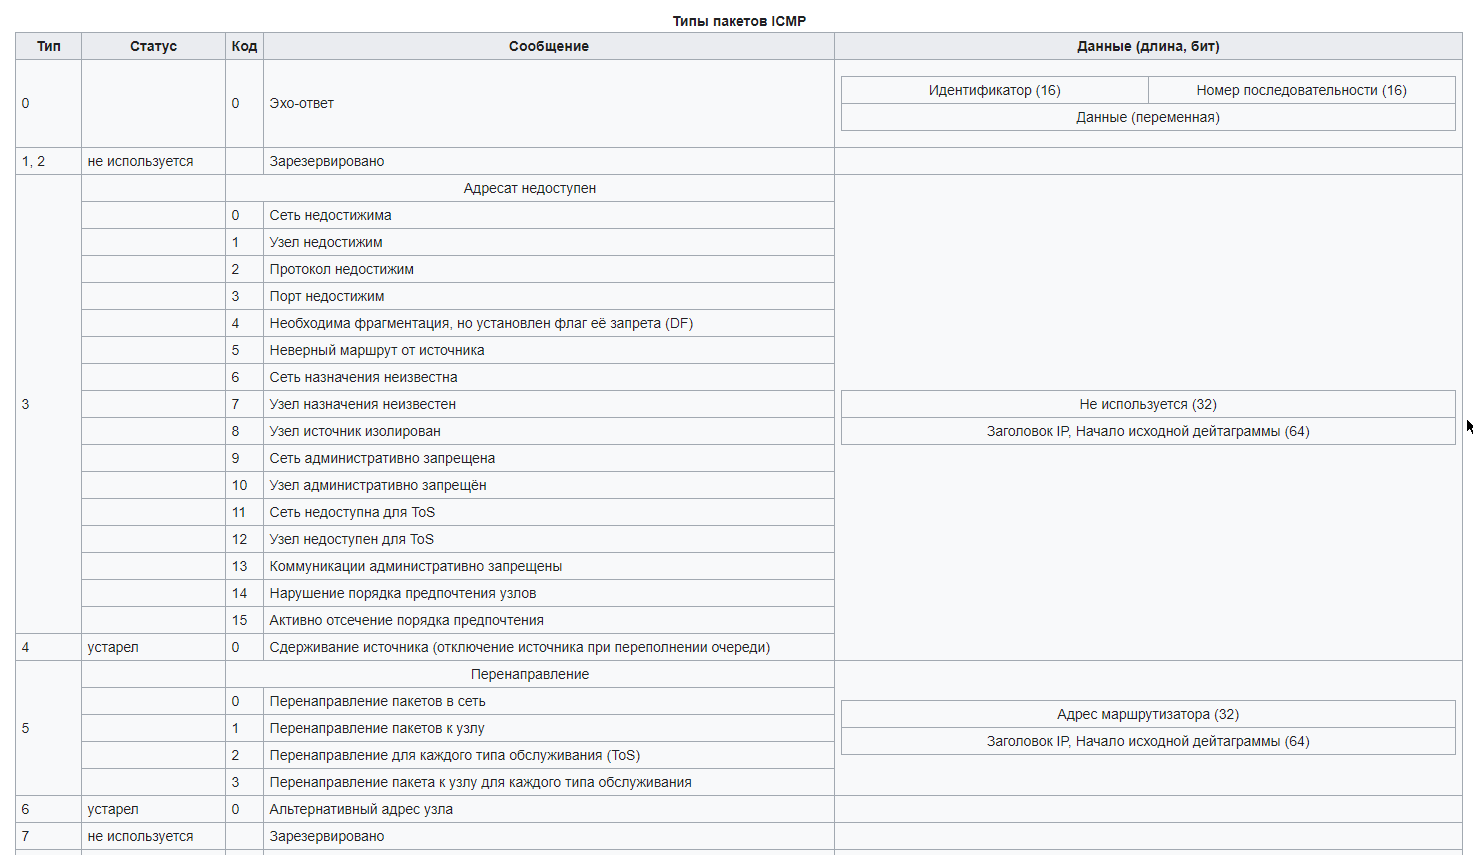 Типы пакетов ICMP
Тип Статус Код Сообщение Данные (длина, бит)
0 0 Эхо-ответ
Идентификатор (16) Номер последовательности (16)
Данные (переменная)
1, 2 не используется Зарезервировано
3
Адресат недоступен
0 Сеть недостижима
1 Узел недостижим
2 Протокол недостижим
3 Порт недостижим
4 Необходима фрагментация, но установлен флаг её запрета (DF)
5 Неверный маршрут от источника
6 Сеть назначения неизвестна
7 Узел назначения неизвестен
8 Узел источник изолирован
9 Сеть административно запрещена
10 Узел административно запрещён
11 Сеть недоступна для ToS
12 Узел недоступен для ToS
13 Коммуникации административно запрещены
14 Нарушение порядка предпочтения узлов
15 Активно отсечение порядка предпочтения
Не используется (32)
Заголовок IP, Начало исходной дейтаграммы (64)
4 устарел 0 Сдерживание источника (отключение источника при переполнении очереди)
5
Перенаправление
0 Перенаправление пакетов в сеть
1 Перенаправление пакетов к узлу
2 Перенаправление для каждого типа обслуживания (ToS)
3 Перенаправление пакета к узлу для каждого типа обслуживания
Адрес маршрутизатора (32)
Заголовок IP, Начало исходной дейтаграммы (64)
6 устарел 0 Альтернативный адрес узла
7 не используется Зарезервировано